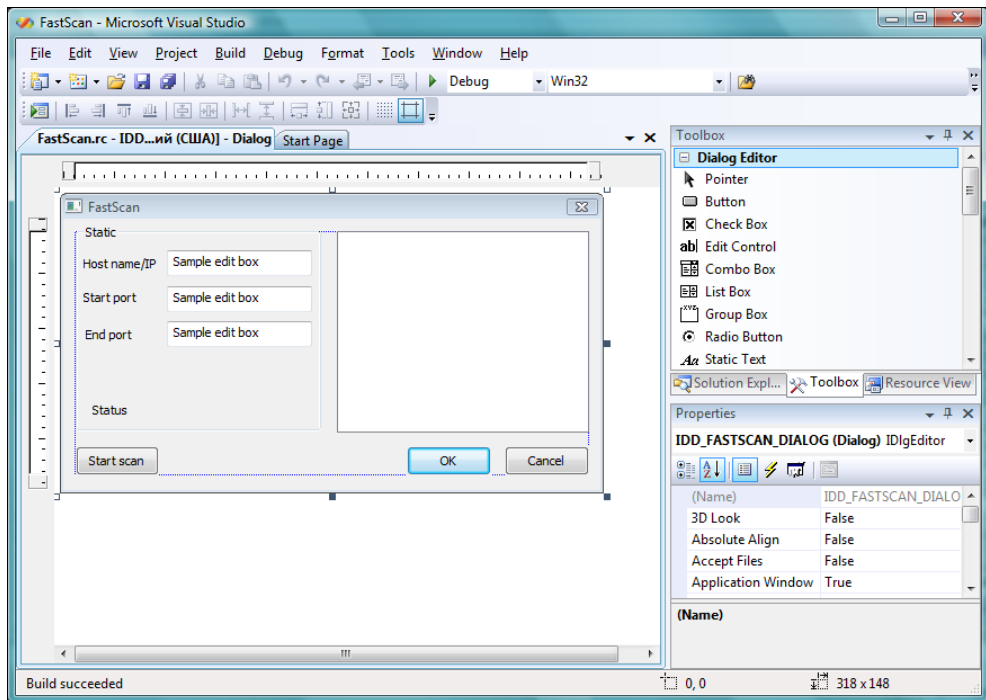 FastScan - Microsoft Visual Studio
File Edit View Project Build Debug Format Tools Window Help
Debug Win32
FastScan.rc - IDD...ий (США)] - Dialog Start Page
Toolbox
Dialog Editor
Pointer
Button
Check Box
ab| Edit Control
Combo Box
List Box
XYZ Group Box
Radio Button
Aa Static Text
Solution Expl... Toolbox Resource View
FastScan
Static
Host name/IP Sample edit box
Start port Sample edit box
End port Sample edit box
Status
Start scan OK Cancel
Properties
IDD_FASTSCAN_DIALOG (Dialog) IDlgEditor
(Name) IDD_FASTSCAN_DIALO
3D Look False
Absolute Align False
Accept Files False
Application Window True
(Name)
Build succeeded 0, 0 318 x 148